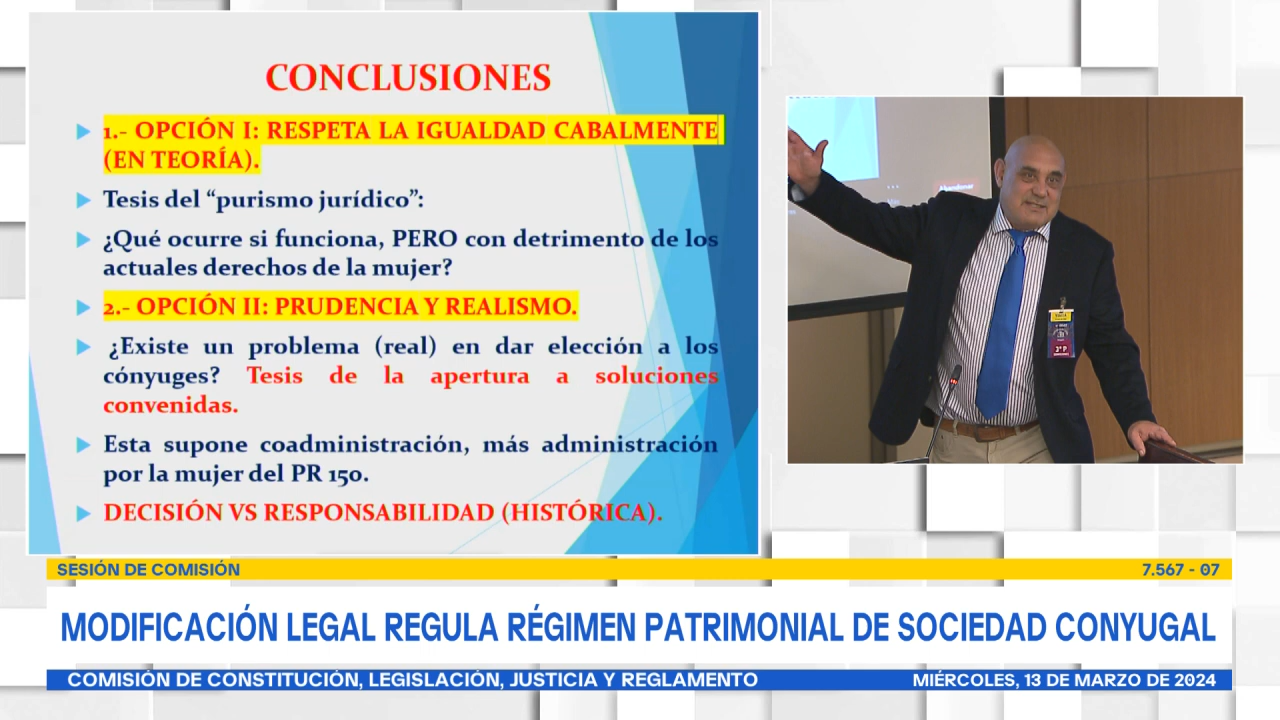 CONCLUSIONES
1.- OPCIÓN I: RESPETA LA IGUALDAD CABALMENTE
(EN TEORÍA).
Tesis del “purismo jurídico”:
¿Qué ocurre si funciona, PERO con detrimento de los
actuales derechos de la mujer?
2.- OPCIÓN II: PRUDENCIA Y REALISMO.
¿Existe un problema (real) en dar elección a los
cónyuges? Tesis de la apertura a soluciones
convenidas.
Esta supone coadministración, más administración
por la mujer del PR 150.
DECISIÓN VS RESPONSABILIDAD (HISTÓRICA).
Abandonar
3º P
SESIÓN DE COMISIÓN
7.567 - 07
MODIFICACIÓN LEGAL REGULA RÉGIMEN PATRIMONIAL DE SOCIEDAD CONYUGAL
COMISIÓN DE CONSTITUCIÓN, LEGISLACIÓN, JUSTICIA Y REGLAMENTO
MIÉRCOLES, 13 DE MARZO DE 2024